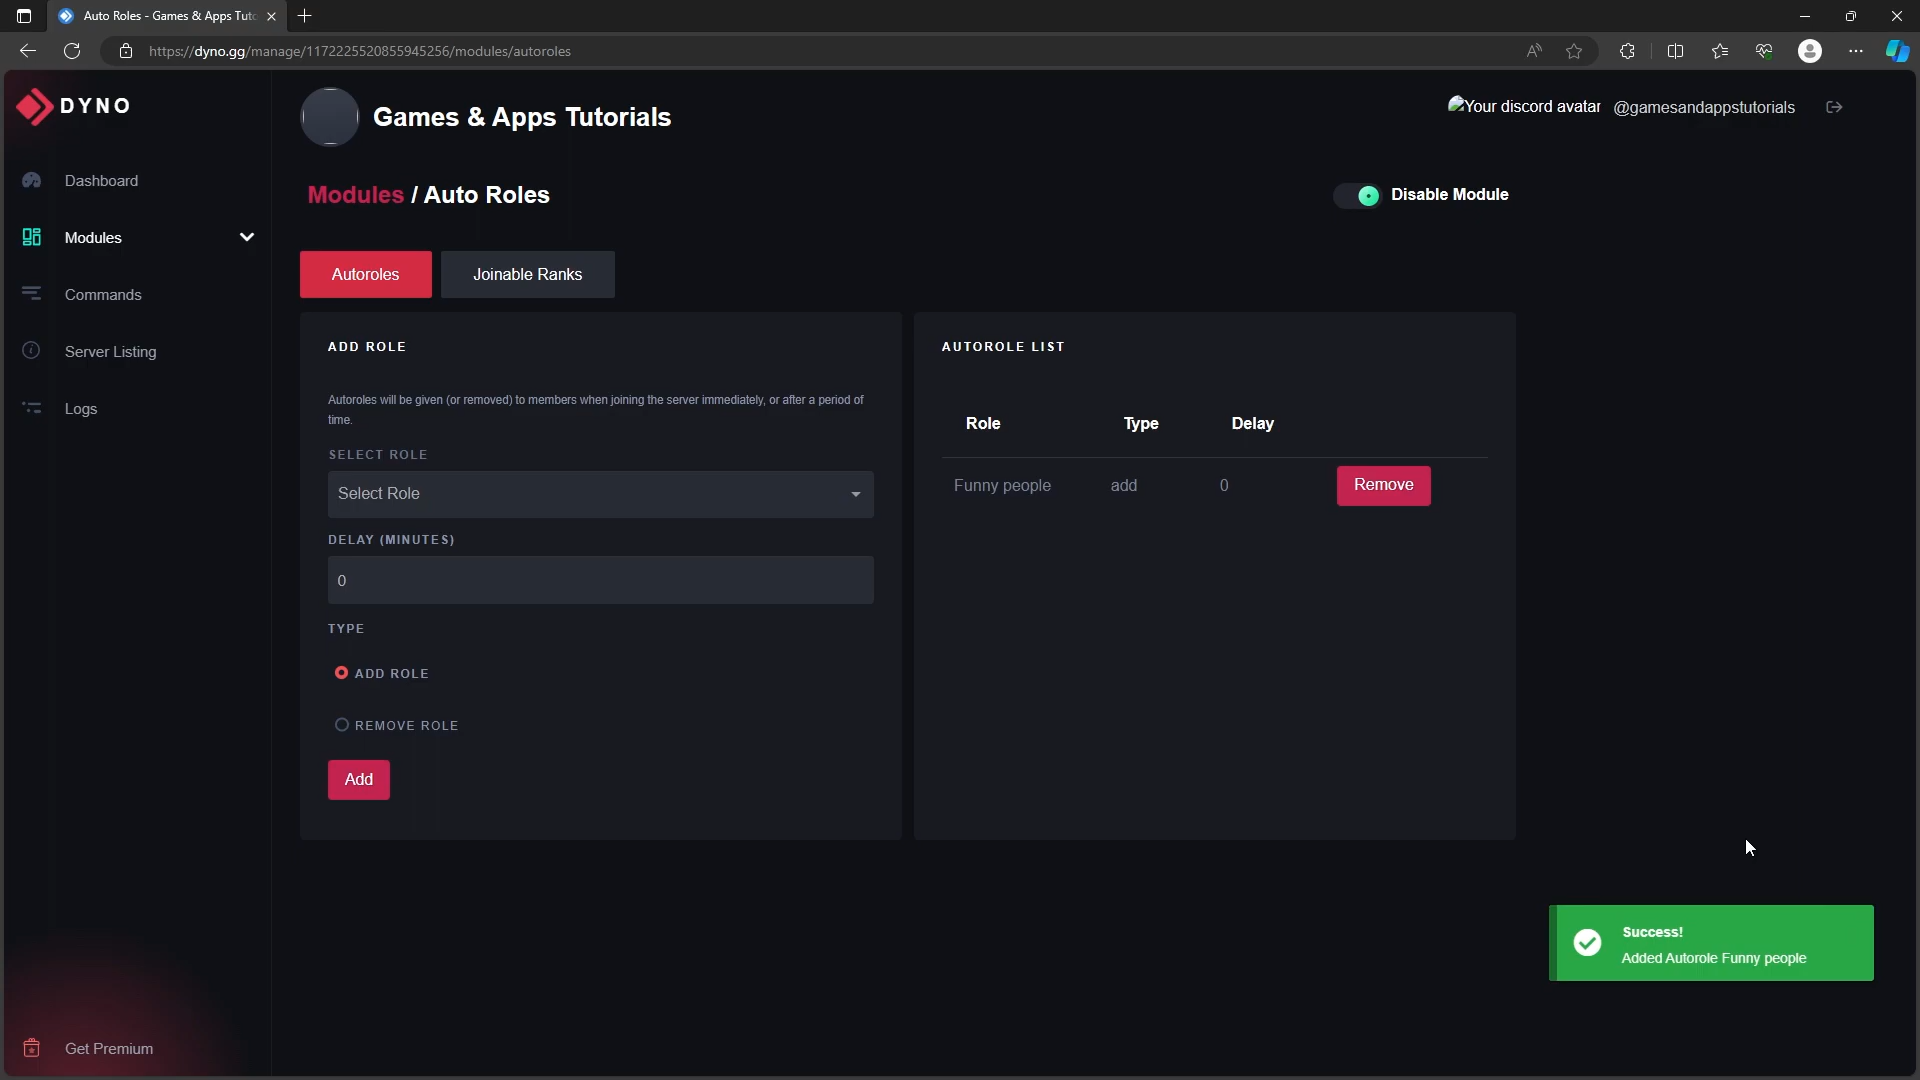 Auto Roles - Games & Apps Tuto
https://dyno.gg/manage/1172225520855945256/modules/autoroles
DYNO
Games & Apps Tutorials
Your discord avatar
@gamesandappstutorials
Dashboard
Modules
Commands
Server Listing
Logs
Get Premium
Modules / Auto Roles
Disable Module
Autoroles
Joinable Ranks
ADD ROLE
Autoroles will be given (or removed) to members when joining the server immediately, or after a period of
time.
SELECT ROLE
Select Role
DELAY (MINUTES)
0
TYPE
ADD ROLE
REMOVE ROLE
Add
AUTOROLE LIST
Role Type Delay
Funny people add 0 Remove
Success!
Added Autorole Funny people